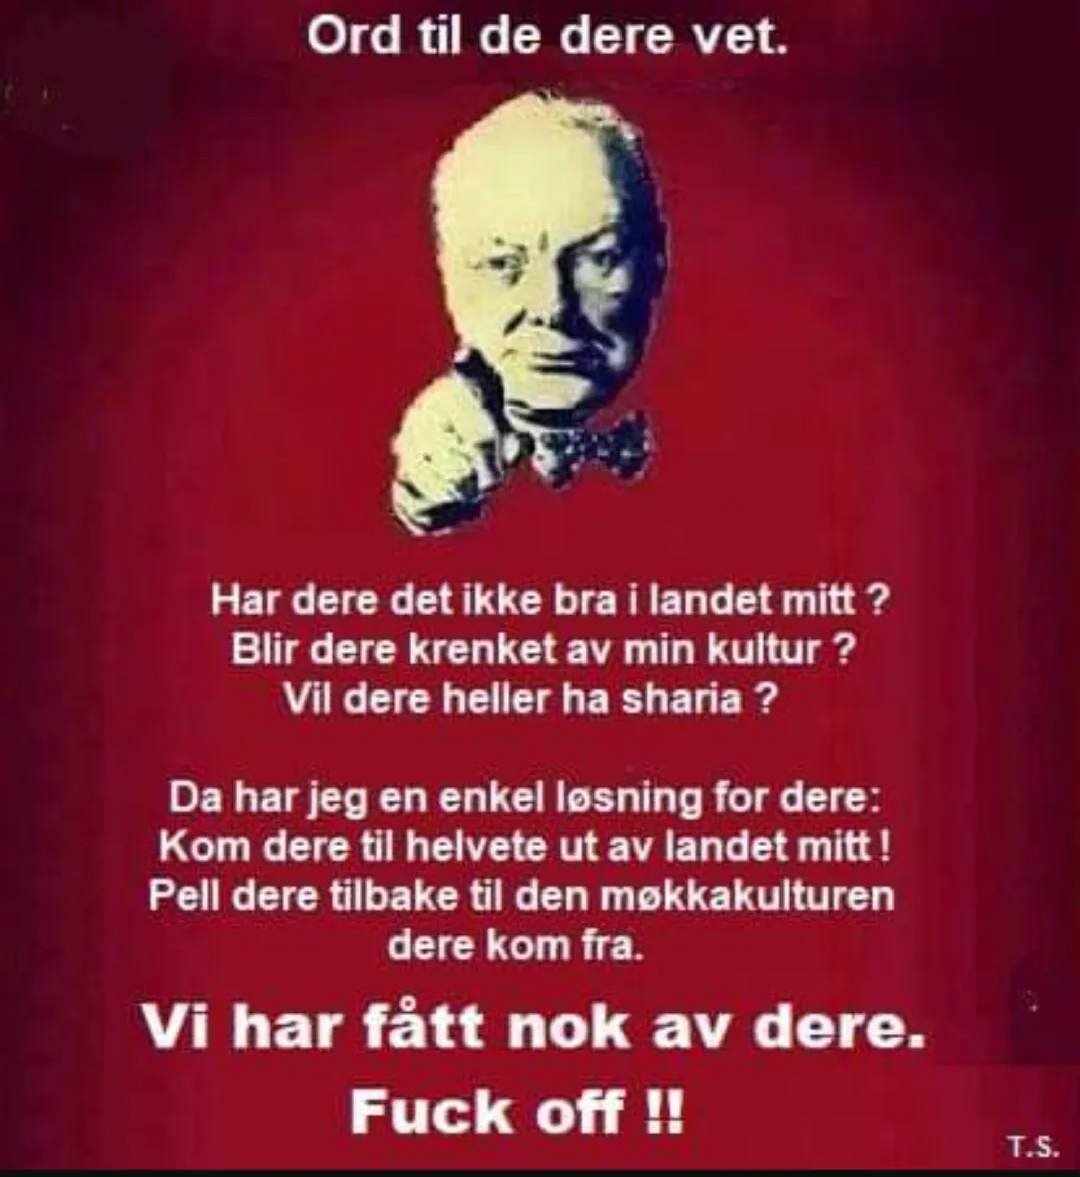 Ord til de dere vet.
Har dere det ikke bra i landet mitt ?
Blir dere krenket av min kultur ?
Vil dere heller ha sharia ?
Da har jeg en enkel løsning for dere:
Kom dere til helvete ut av landet mitt !
Pell dere tilbake til den møkkakulturen
dere kom fra.
Vi har fått nok av dere.
Fuck off !!
T.S.